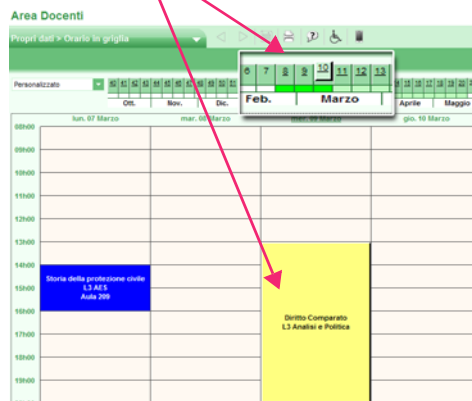 Area Docenti
Propri dati > Orario in griglia
6 7 8 9 10 11 12 13
Feb. Marzo
Personalizzato
Ott. Nov. Dic. Aprile Maggio
lun. 07 Marzo mar. 08 Marzo mer. 09 Marzo gio. 10 Marzo
08h00
09h00
10h00
11h00
12h00
13h00
14h00
Storia della protezione civile
15h00
L3 AES
Aula 209
16h00
Diritto Comparato
L3 Analisi e Politica
17h00
18h00
19h00